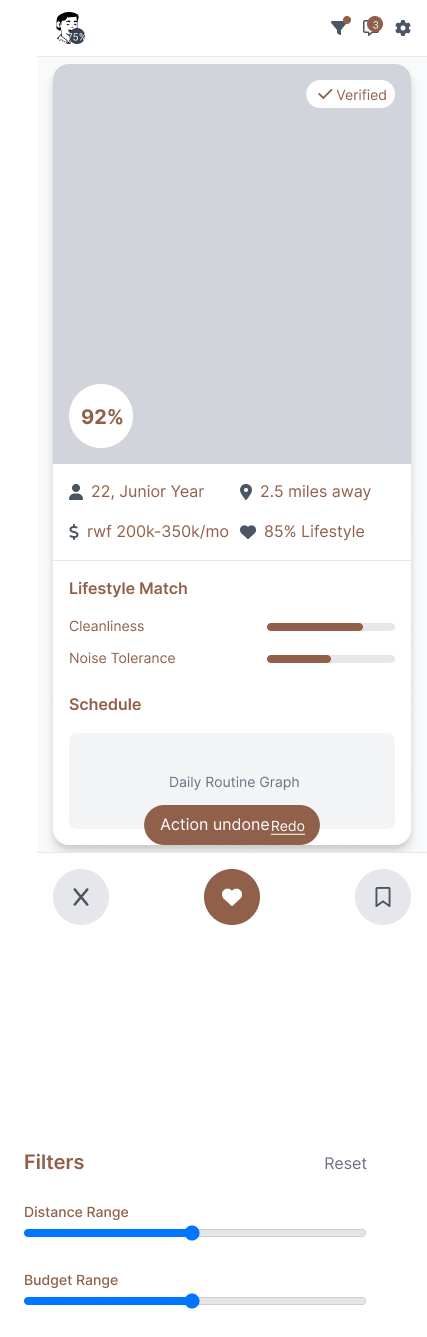 75%
3
Verified
92%
22, Junior Year
2.5 miles away
rwf 200k-350k/mo
85% Lifestyle
Lifestyle Match
Cleanliness
Noise Tolerance
Schedule
Daily Routine Graph
Action undone Redo
Filters
Reset
Distance Range
Budget Range